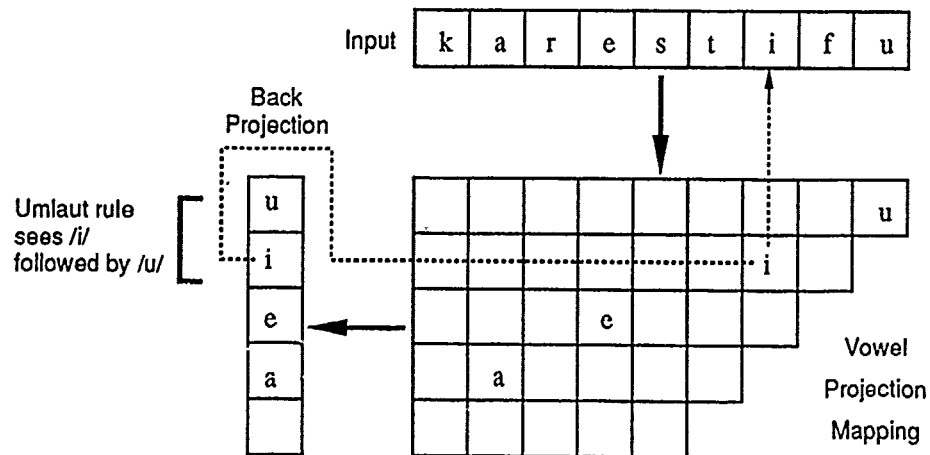 Input k a r e s t i f u
Back
Projection
Umlaut rule
sees /i/
followed by /u/
u
i
e
a
u
i
e
a
Vowel
Projection
Mapping